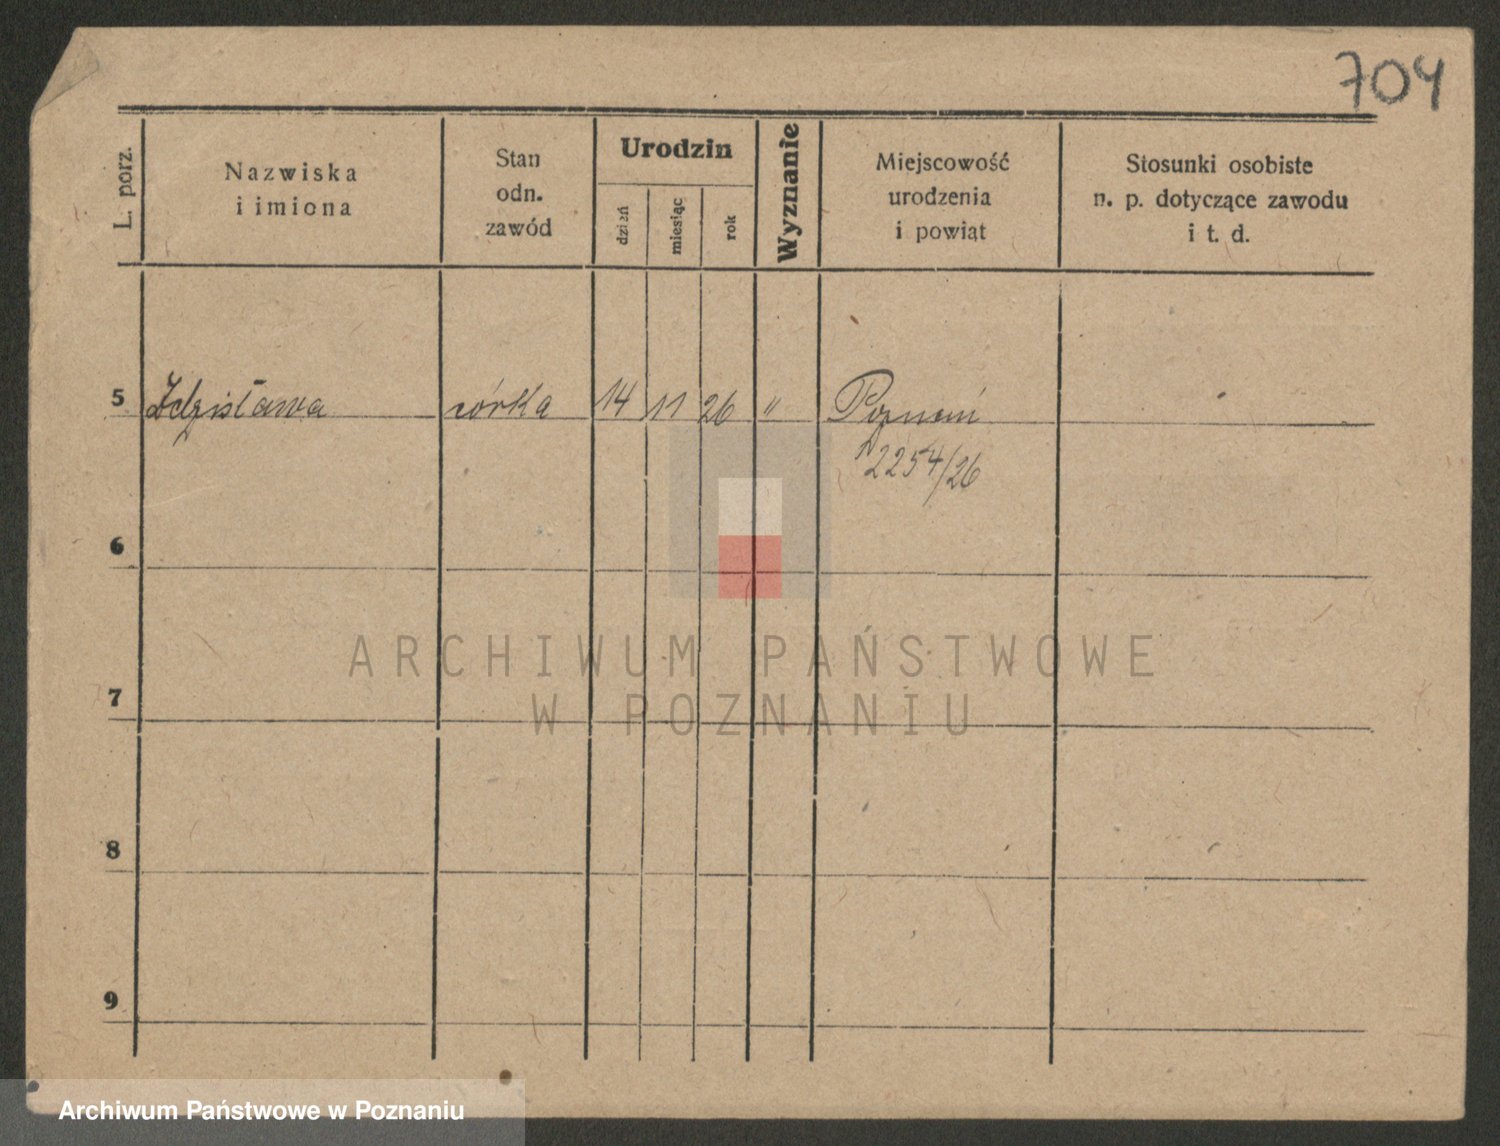 704
L. porz.
Nazwiska
i imiona
Stan
odn.
zawód
Urodzin
dzień
miesiąc
rok
Wyznanie
Miejscowość
urodzenia
i powiąt
Stosunki osobiste
n. p. dotyczące zawodu
i t. d.
5 Zdzisława córka 14 11 26 " Poznań
2254/26
6
7
8
9
ARCHIWUM PAŃSTWOWE
W POZNANIU
Archiwum Państwowe w Poznaniu